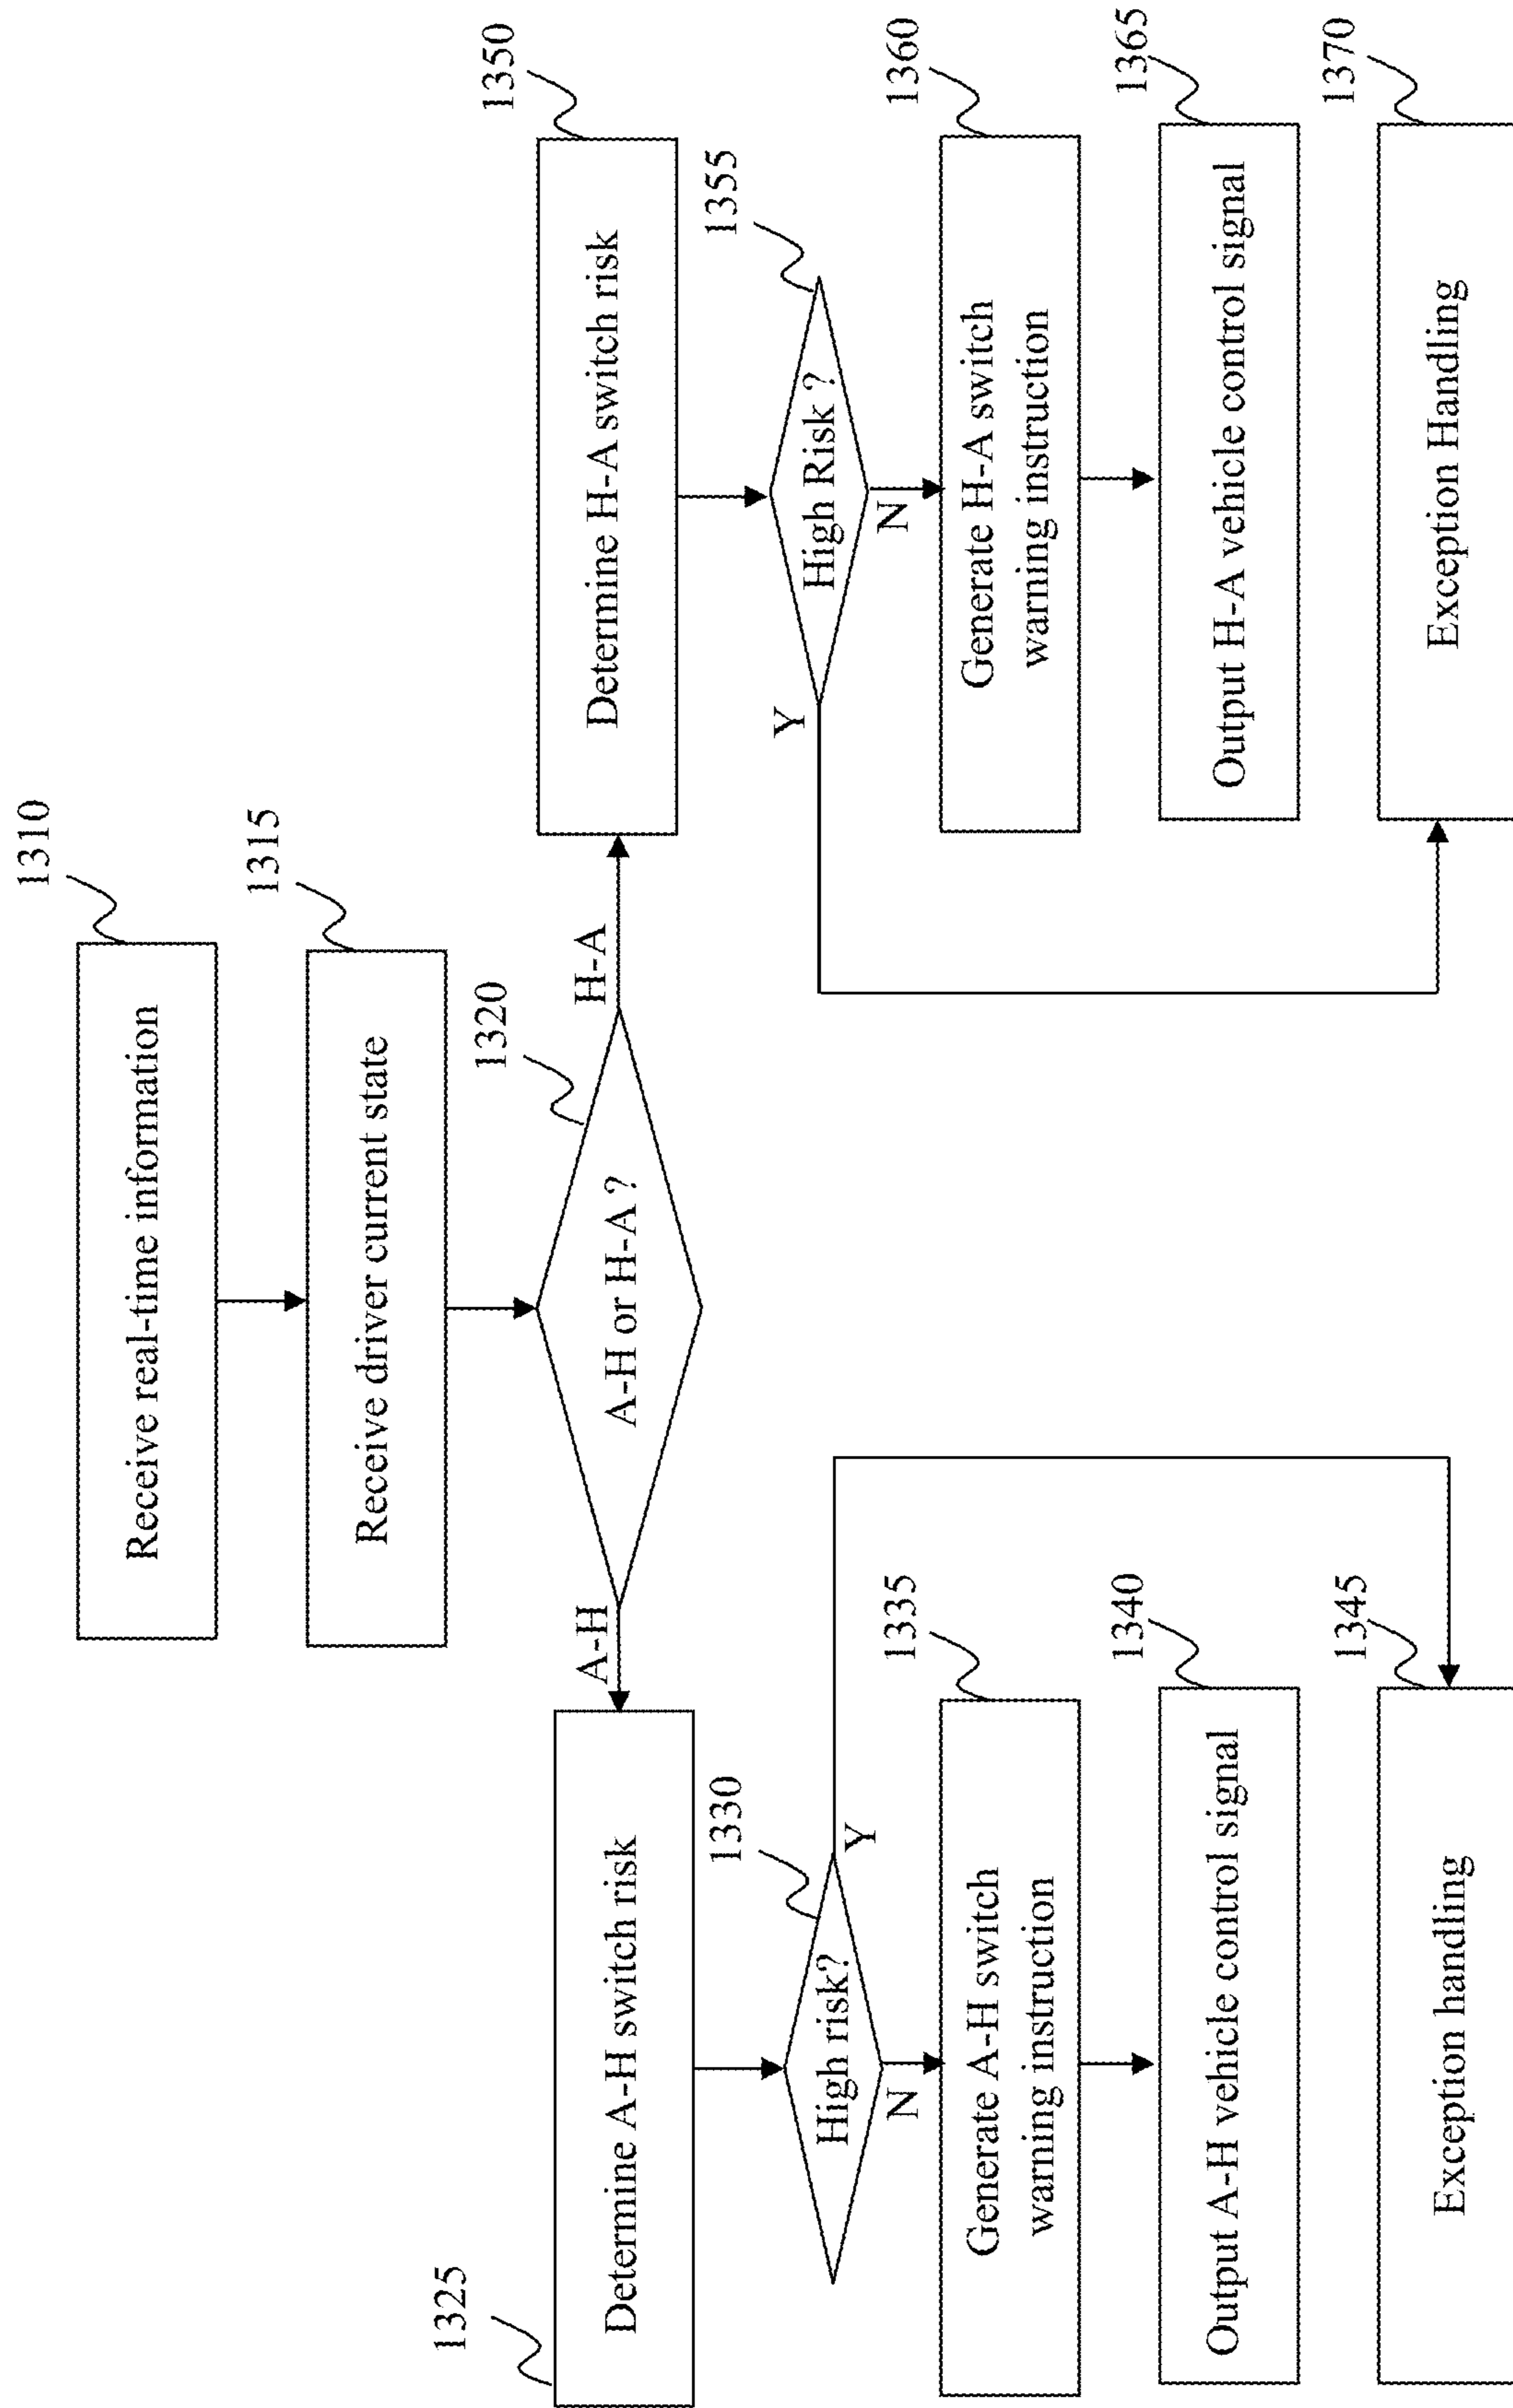 1310
Receive real-time information
1315
Receive driver current state
1320
A-H or H-A ?
A-H
H-A
1325
Determine A-H switch risk
1330
High risk?
Y
N
1335
Generate A-H switch
warning instruction
1340
Output A-H vehicle control signal
1345
Exception handling
1350
Determine H-A switch risk
1355
High Risk ?
Y
N
1360
Generate H-A switch
warning instruction
1365
Output H-A vehicle control signal
1370
Exception Handling